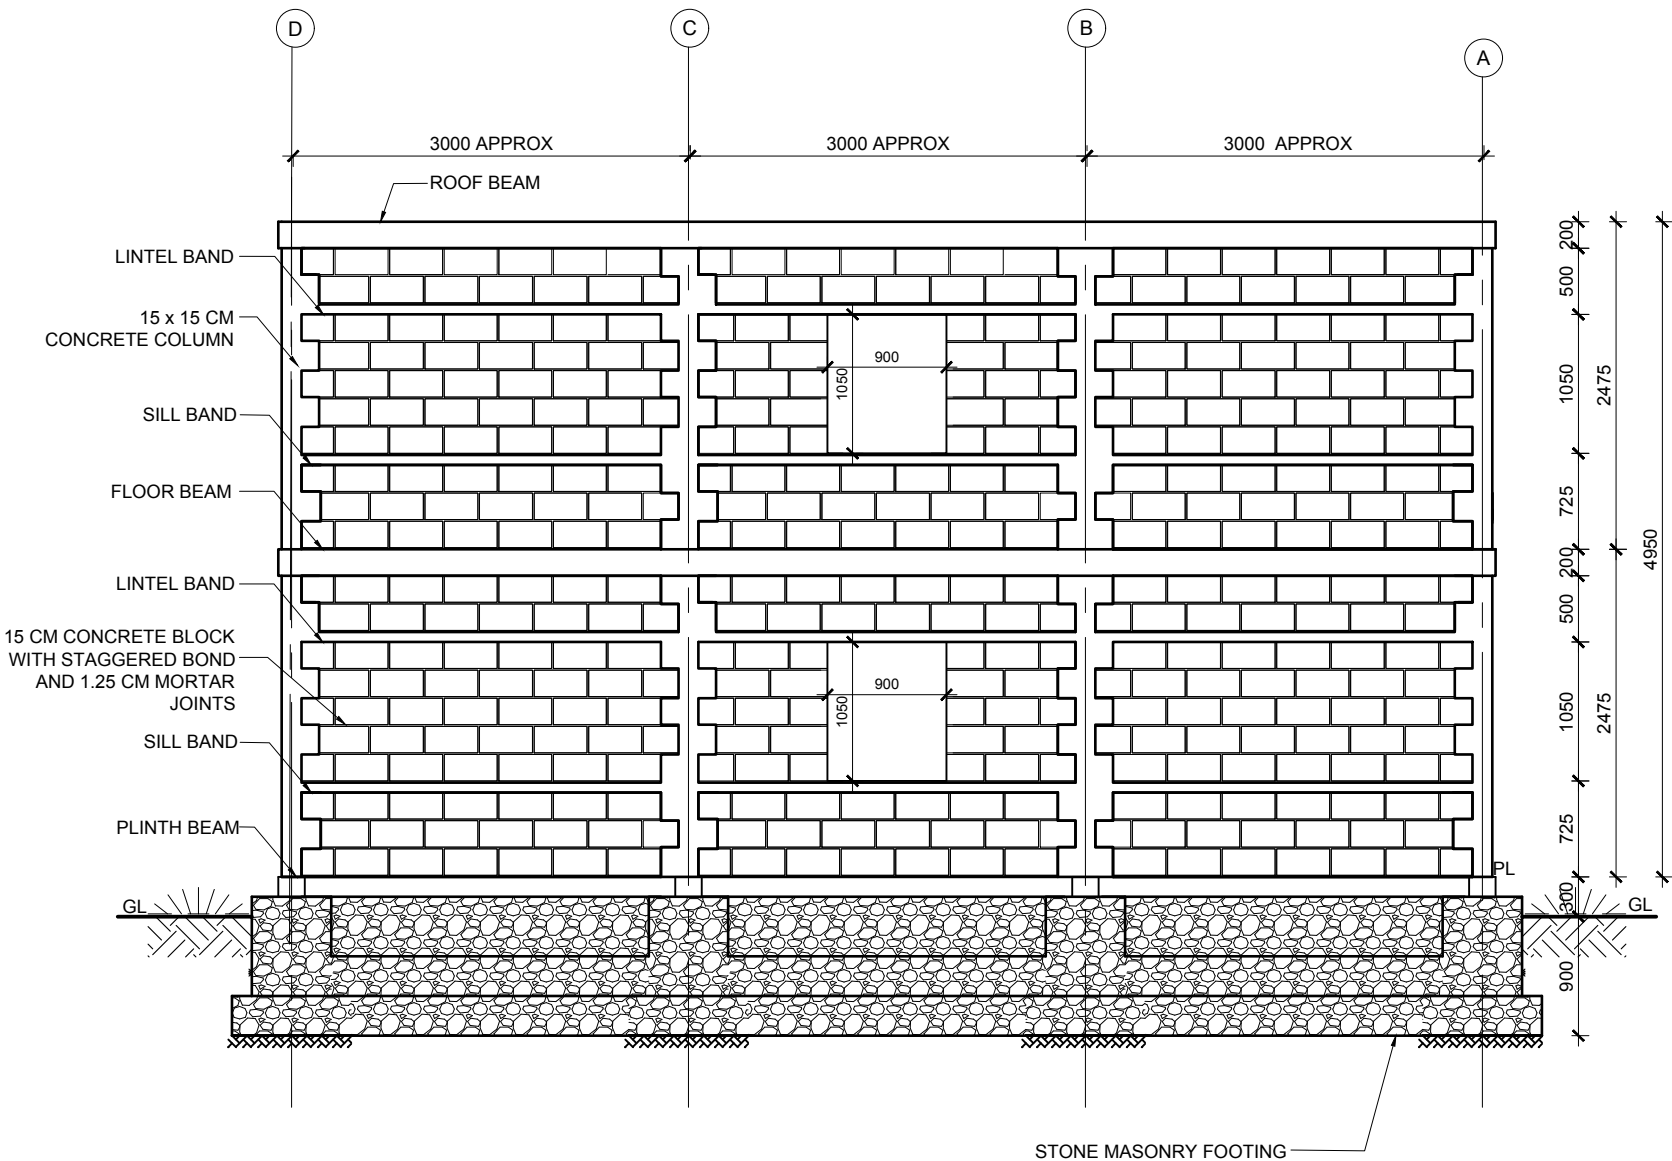 D
C
B
A
3000 APPROX
3000 APPROX
3000 APPROX
ROOF BEAM
LINTEL BAND
15 x 15 CM
CONCRETE COLUMN
SILL BAND
FLOOR BEAM
LINTEL BAND
15 CM CONCRETE BLOCK
WITH STAGGERED BOND
AND 1.25 CM MORTAR
JOINTS
SILL BAND
PLINTH BEAM
GL
900
1050
900
1050
200
500
1050
725
200
500
1050
725
300
900
2475
2475
4950
PL
GL
STONE MASONRY FOOTING